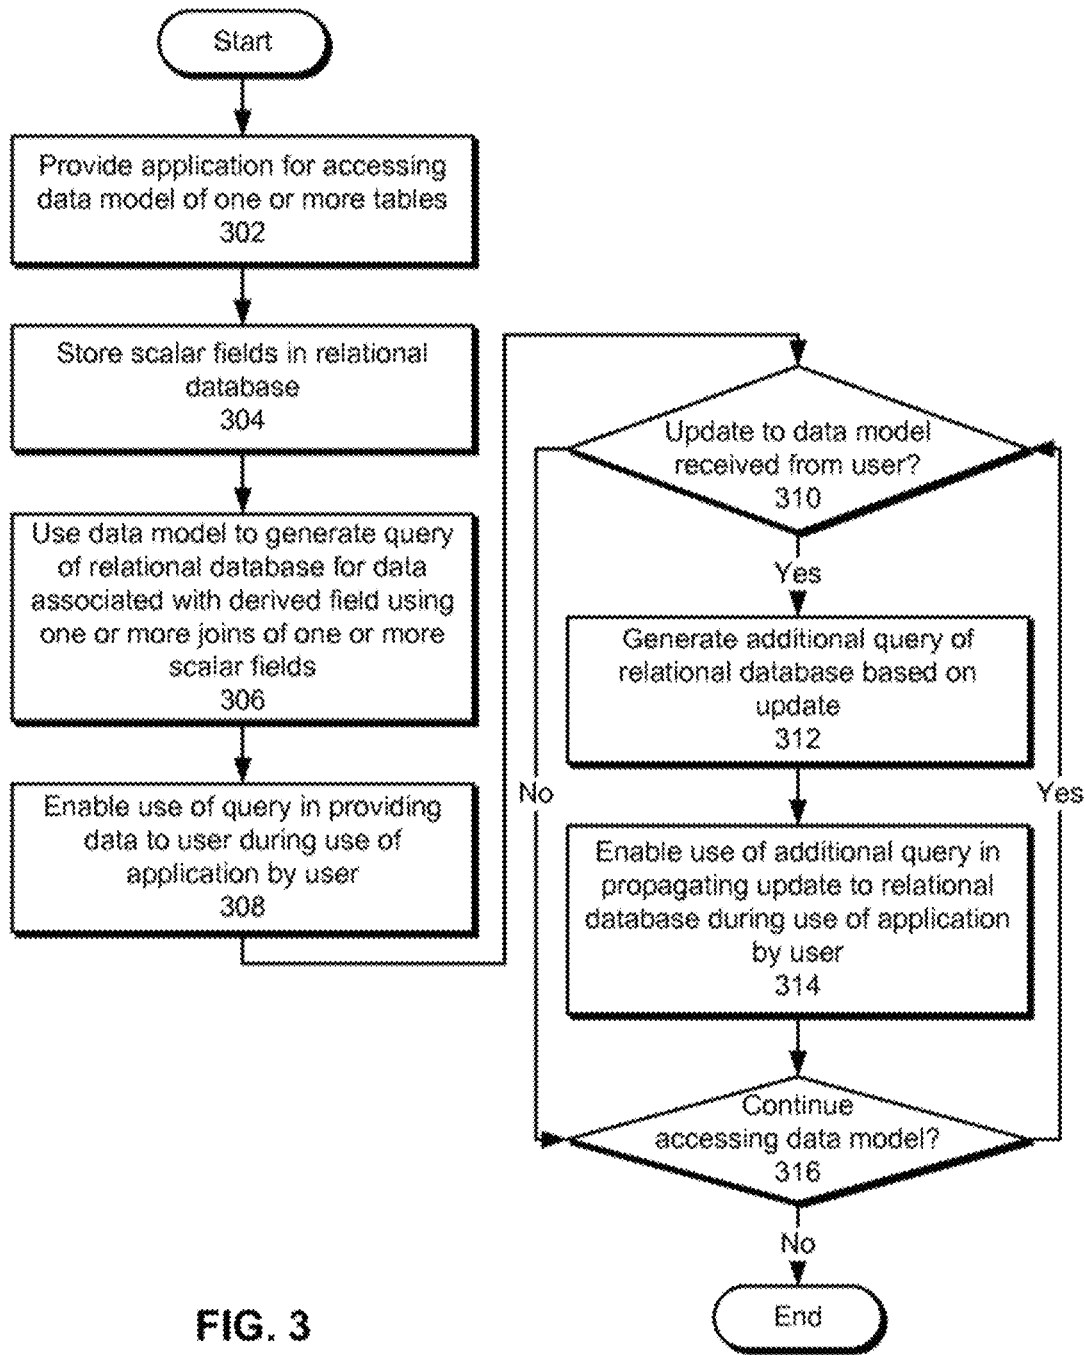 Start
Provide application for accessing
data model of one or more tables
302
Store scalar fields in relational
database
304
Use data model to generate query
of relational database for data
associated with derived field using
one or more joins of one or more
scalar fields
306
Enable use of query in providing
data to user during use of
application by user
308
Update to data model
received from user?
310
Yes
Generate additional query of
relational database based on
update
312
No
Yes
Enable use of additional query in
propagating update to relational
database during use of application
by user
314
Continue
accessing data model?
316
No
End
FIG. 3